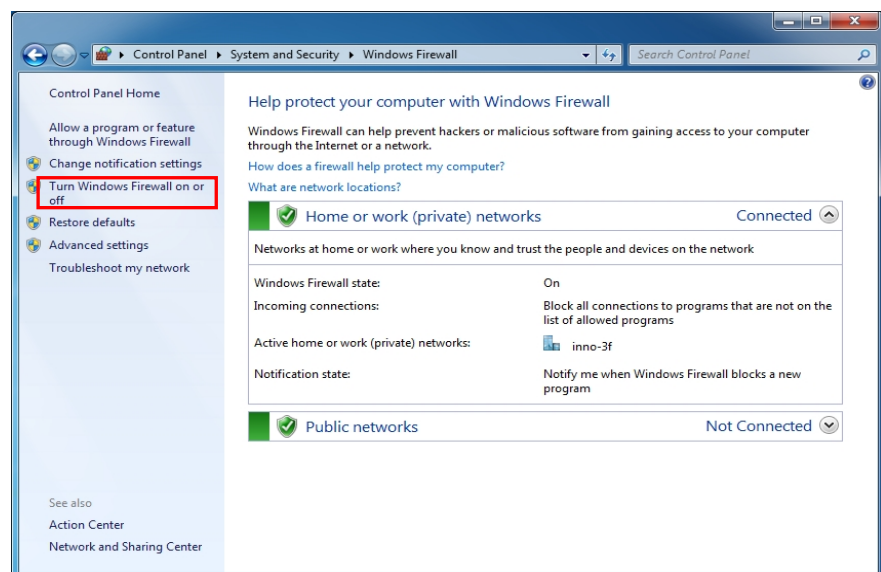 Control Panel ▸ System and Security ▸ Windows Firewall
Search Control Panel
Control Panel Home
Allow a program or feature
through Windows Firewall
Change notification settings
Turn Windows Firewall on or
off
Restore defaults
Advanced settings
Troubleshoot my network
See also
Action Center
Network and Sharing Center
Help protect your computer with Windows Firewall
Windows Firewall can help prevent hackers or malicious software from gaining access to your computer
through the Internet or a network.
How does a firewall help protect my computer?
What are network locations?
Home or work (private) networks Connected
Networks at home or work where you know and trust the people and devices on the network
Windows Firewall state: On
Incoming connections: Block all connections to programs that are not on the
list of allowed programs
Active home or work (private) networks: inno-3f
Notification state: Notify me when Windows Firewall blocks a new
program
Public networks Not Connected